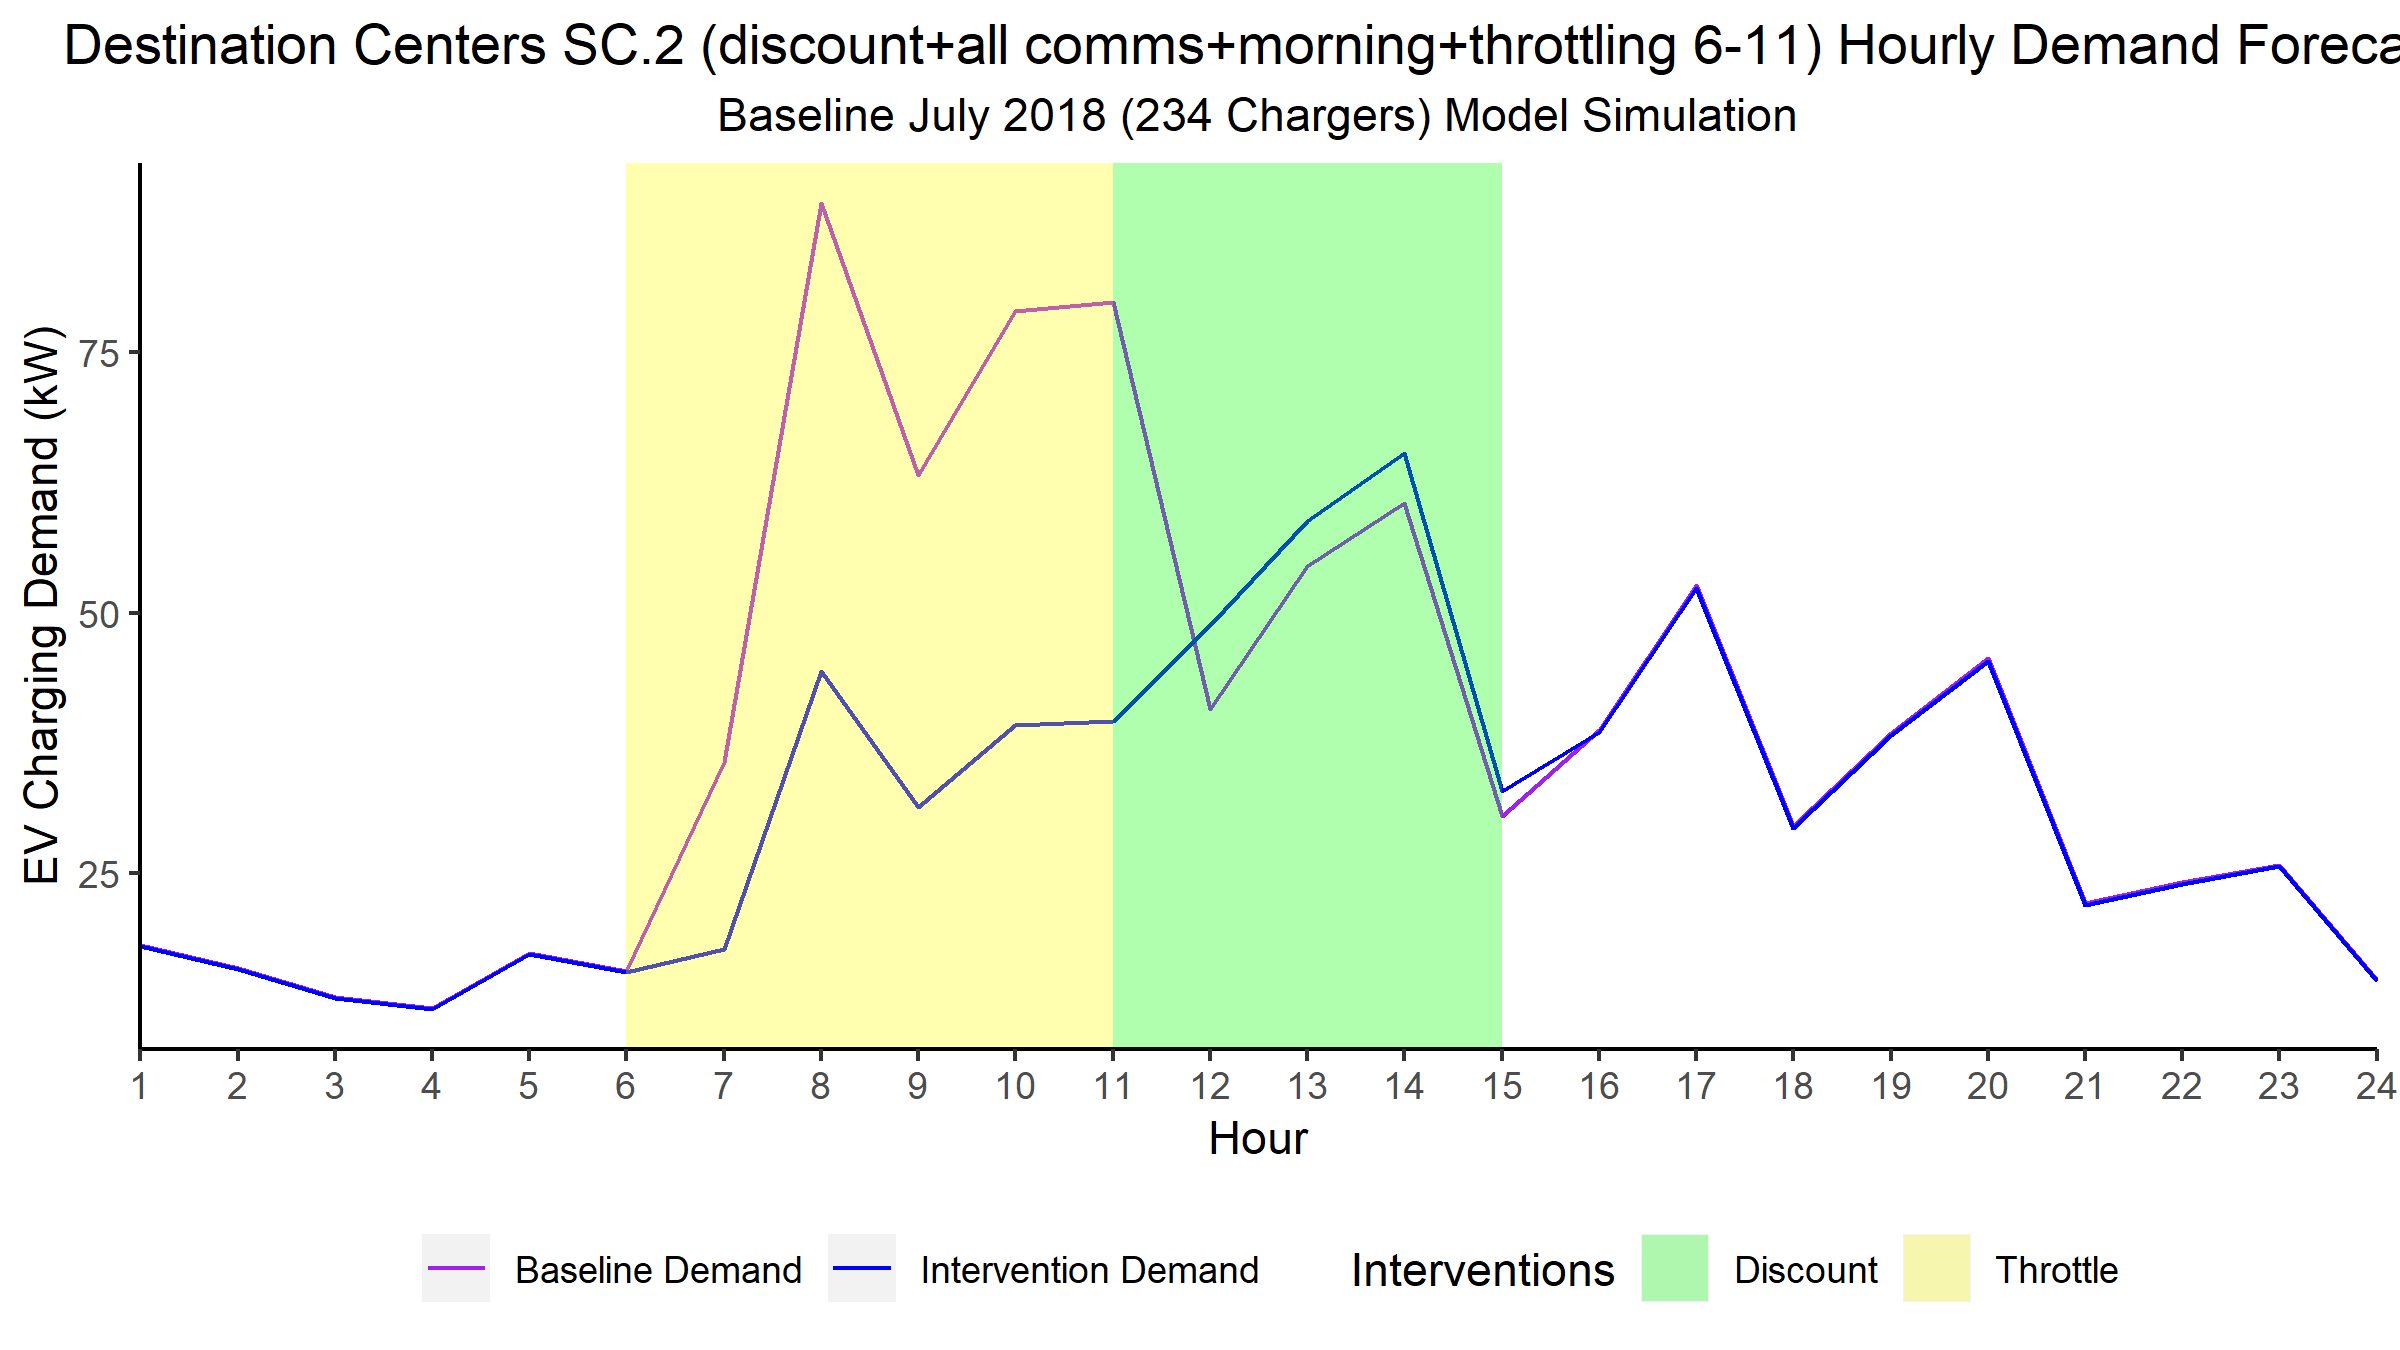 Destination Centers SC.2 (discount+all comms+morning+throttling 6-11) Hourly Demand Foreca
Baseline July 2018 (234 Chargers) Model Simulation
EV Charging Demand (kW)
75
50
25
1 2 3 4 5 6 7 8 9 10 11 12 13 14 15 16 17 18 19 20 21 22 23 24
Hour
Baseline Demand Intervention Demand Interventions Discount Throttle